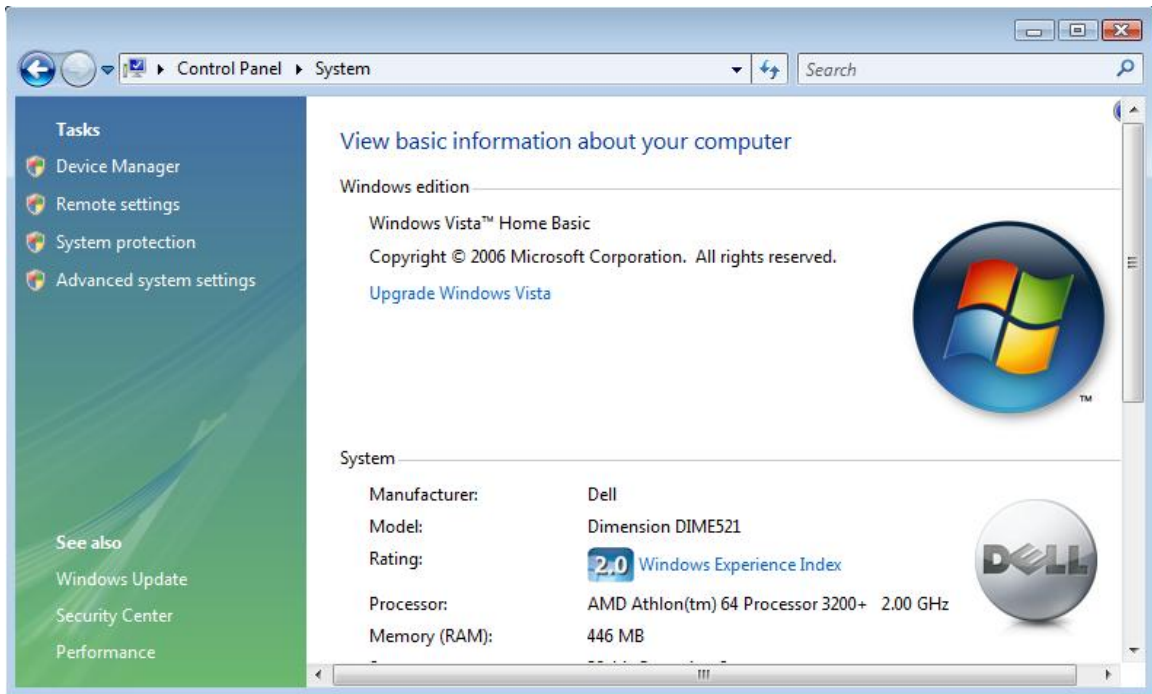 Control Panel System
Search
Tasks
Device Manager
Remote settings
System protection
Advanced system settings
See also
Windows Update
Security Center
Performance
View basic information about your computer
Windows edition
Windows Vista™ Home Basic
Copyright © 2006 Microsoft Corporation. All rights reserved.
Upgrade Windows Vista
TM
System
Manufacturer: Dell
Model: Dimension DIME521
Rating: 2.0 Windows Experience Index
Processor: AMD Athlon(tm) 64 Processor 3200+ 2.00 GHz
Memory (RAM): 446 MB
DELL